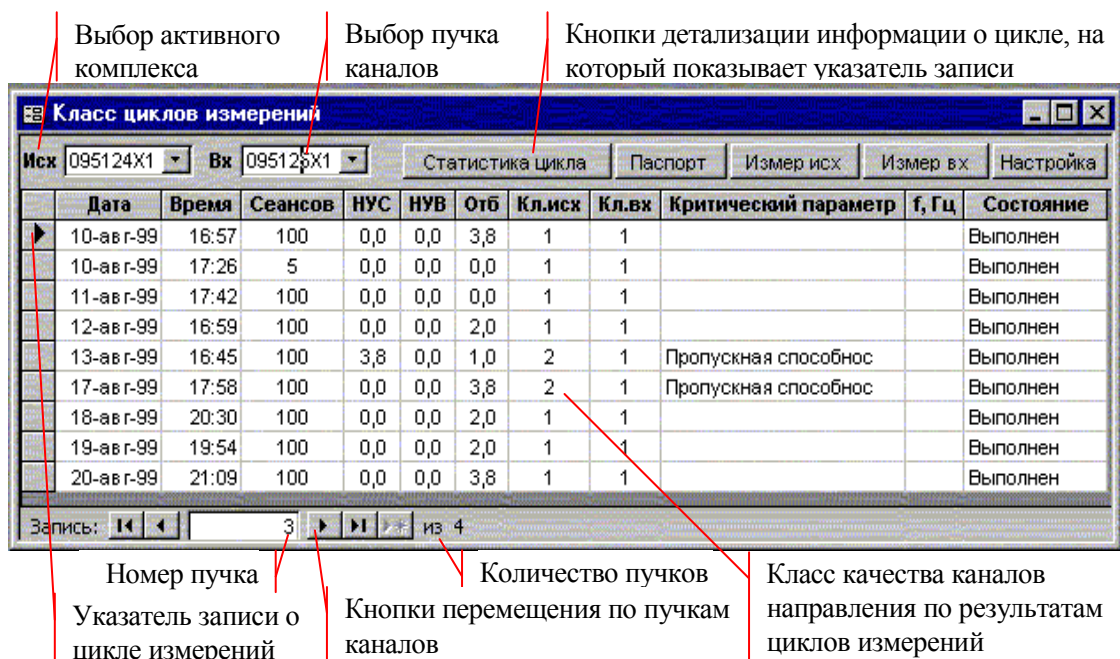 Выбор активного
комплекса
Выбор пучка
каналов
Кнопки детализации информации о цикле, на
который показывает указатель записи
Класс циклов измерений
Исх 095124X1 Вх 095125X1 Статистика цикла Паспорт Измер исх Измер вх Настройка
Дата Время Сеансов НУС НУВ Отб Кл.исх Кл.вх Критический параметр f, Гц Состояние
10-авг-99 16:57 100 0,0 0,0 3,8 1 1 Выполнен
10-авг-99 17:26 5 0,0 0,0 0,0 1 1 Выполнен
11-авг-99 17:42 100 0,0 0,0 0,0 1 1 Выполнен
12-авг-99 16:59 100 0,0 0,0 2,0 1 1 Выполнен
13-авг-99 16:45 100 3,8 0,0 1,0 2 1 Пропускная способнос Выполнен
17-авг-99 17:58 100 0,0 0,0 3,8 2 1 Пропускная способнос Выполнен
18-авг-99 20:30 100 0,0 0,0 2,0 1 1 Выполнен
19-авг-99 19:54 100 0,0 0,0 2,0 1 1 Выполнен
20-авг-99 21:09 100 0,0 0,0 3,8 1 1 Выполнен
Запись: 3 из 4
Номер пучка
Количество пучков
Класс качества каналов
направления по результатам
циклов измерений
Указатель записи о
цикле измерений
Кнопки перемещения по пучкам
каналов